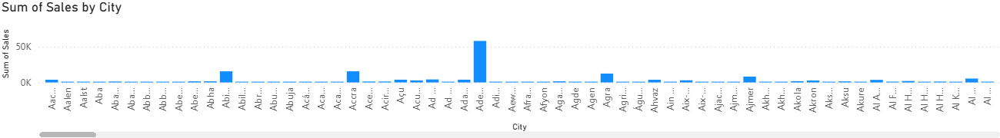 Sum of Sales by City
Sum of Sales
50K
0K
Aac...
Aalen
Aalst
Aba
Aba...
Aba...
Abb...
Abb...
Abe...
Abe...
Abha
Abi...
Abil...
Abr...
Abu...
Abuja
Acá...
Aca...
Aca...
Accra
Ace...
Acir...
Açu
Acu...
Ad ...
Ad ...
Ada...
Ade...
Adi...
Aew...
Afra...
Afyon
Aga...
Agde
Agen
Agra
Agri...
Águ...
Ahvaz
Ain ...
Aix-...
Aix-...
Ajac...
Ajm...
Ajmer
Akh...
Akh...
Akola
Akron
Aks...
Aksu
Akure
Al A...
Al F...
Al H...
Al H...
Al H...
Al K...
Al ...
Al ...
City